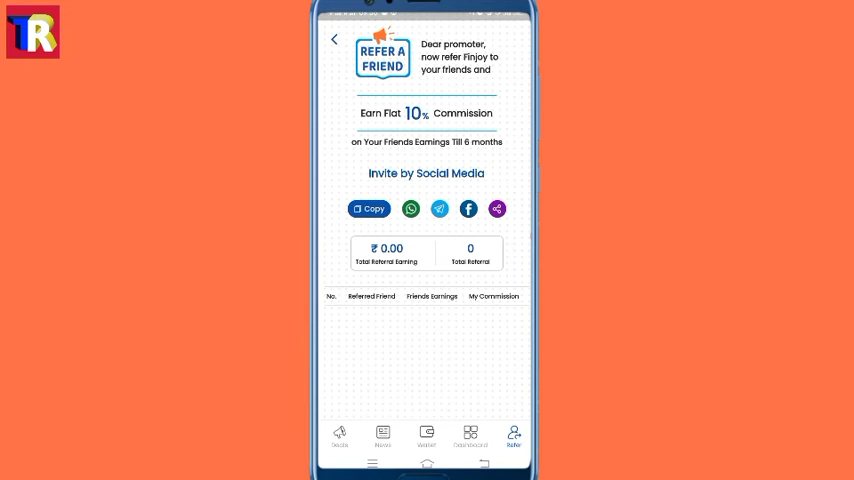 TR
REFER A
FRIEND
Dear promoter,
now refer Finjoy to
your friends and
Earn Flat 10% Commission
on Your Friends Earnings Till 6 months
Invite by Social Media
Copy
₹ 0.00
Total Referral Earning
0
Total Referral
No. Referred Friend Friends Earnings My Commission
Deals News Wallet Dashboard Refer